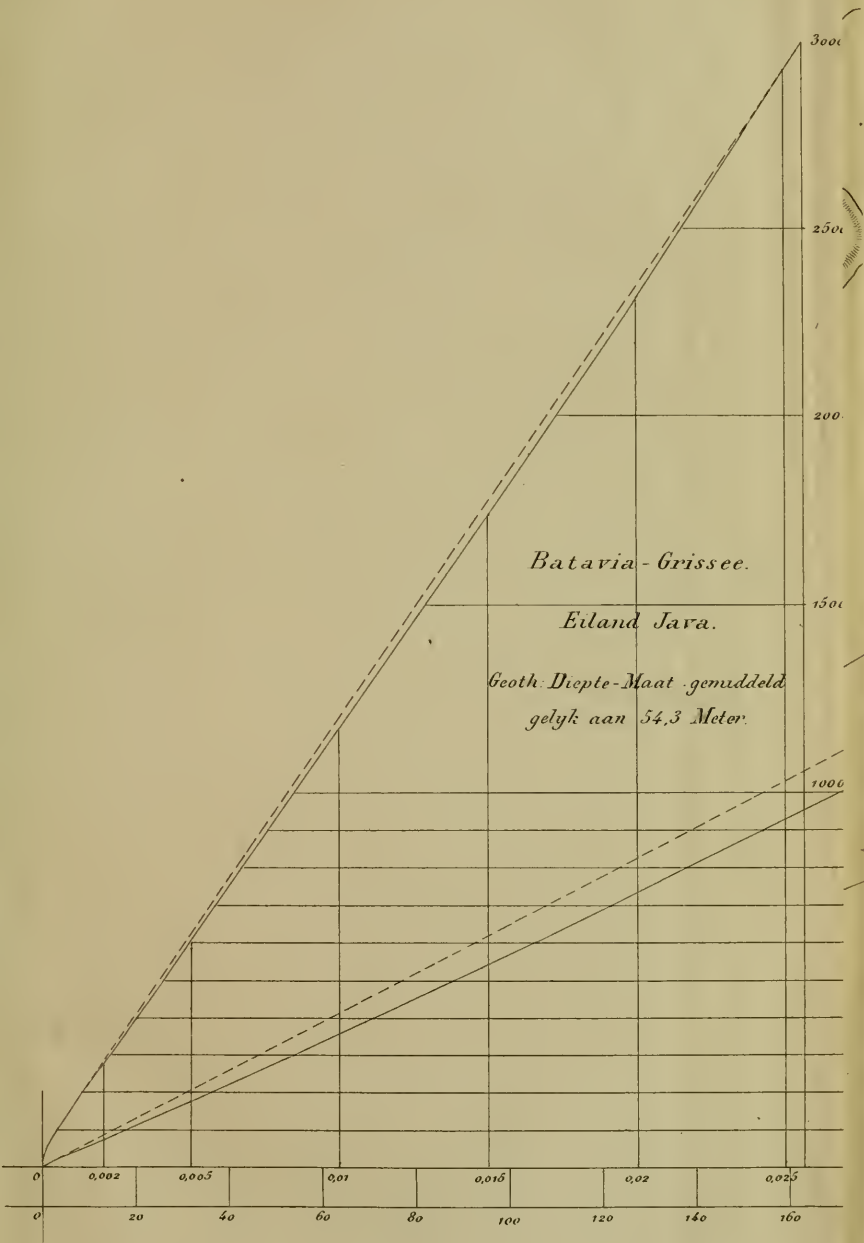 3000
2500
200
Batavia - Grissee.
1500
Eiland Java.
Geoth: Diepte-Maat gemiddeld
gelyk aan 54,3 Meter.
1000
0 0,002 0,005 0,01 0,015 0,02 0,025
0 20 40 60 80 100 120 140 160